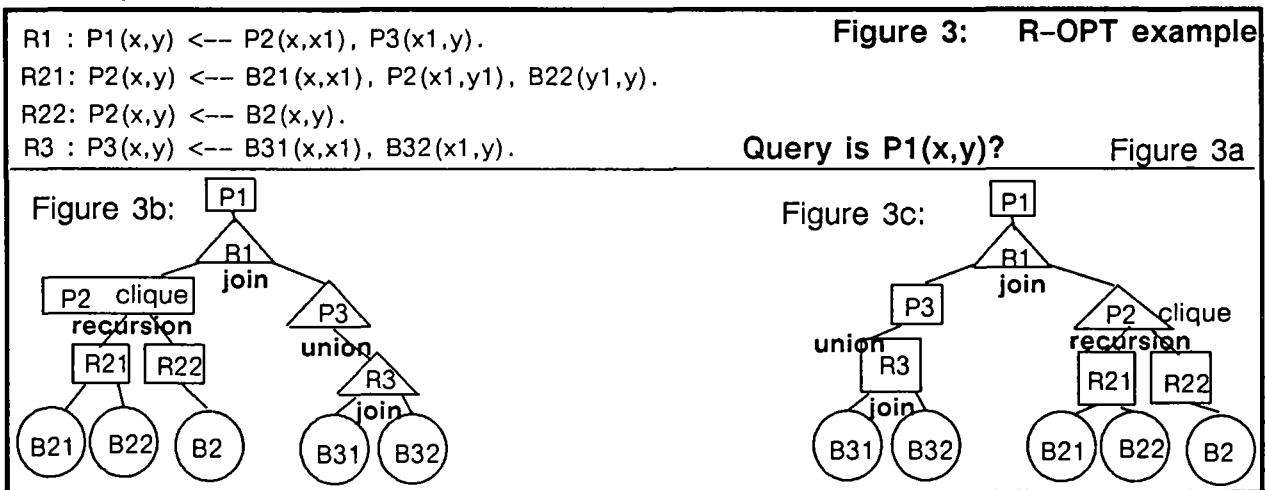 R1 : P1(x,y) <-- P2(x,x1), P3(x1,y).
Figure 3: R-OPT example
R21: P2(x,y) <-- B21(x,x1), P2(x1,y1), B22(y1,y).
R22: P2(x,y) <-- B2(x,y).
R3 : P3(x,y) <-- B31(x,x1), B32(x1,y).
Query is P1(x,y)?
Figure 3a
Figure 3b:
P1
R1
join
P2 clique
recursion
P3
union
R21 R22
R3
join
B21 B22 B2 B31 B32
Figure 3c:
P1
R1
join
P3
P2 clique
union
recursion
R3
R21 R22
join
B31 B32 B21 B22 B2